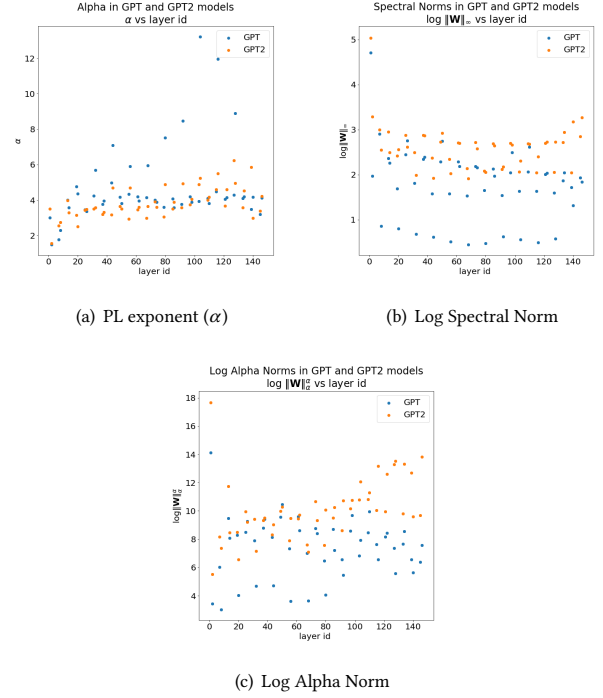 Alpha in GPT and GPT2 models
α vs layer id
GPT
GPT2
12
10
8
6
4
2
α
0 20 40 60 80 100 120 140
layer id
(a) PL exponent (α)
Spectral Norms in GPT and GPT2 models
log ‖W‖∞ vs layer id
GPT
GPT2
5
4
3
2
1
log‖W‖∞
0 20 40 60 80 100 120 140
layer id
(b) Log Spectral Norm
Log Alpha Norms in GPT and GPT2 models
log ‖W‖αα vs layer id
GPT
GPT2
18
16
14
12
10
8
6
4
log‖W‖αα
0 20 40 60 80 100 120 140
layer id
(c) Log Alpha Norm